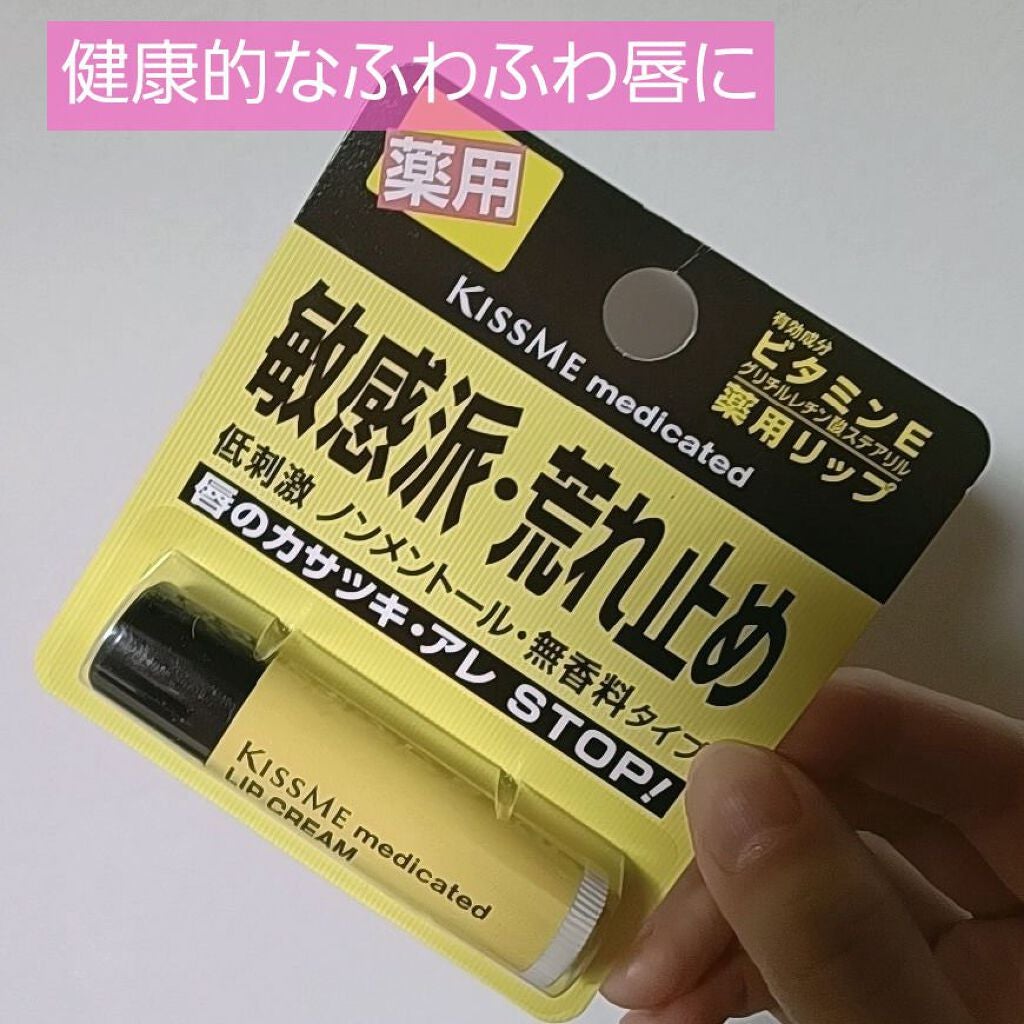 健康的なふわふわ唇に
薬用
KISSME medicated
有効成分
ビタミンE
グリチルレチン酸ステアリル
薬用リップ
敏感派・荒れ止め
低刺激 ノンメントール・無香料タイプ
唇のカサツキ・アレ STOP!
KISSME medicated
LIP CREAM